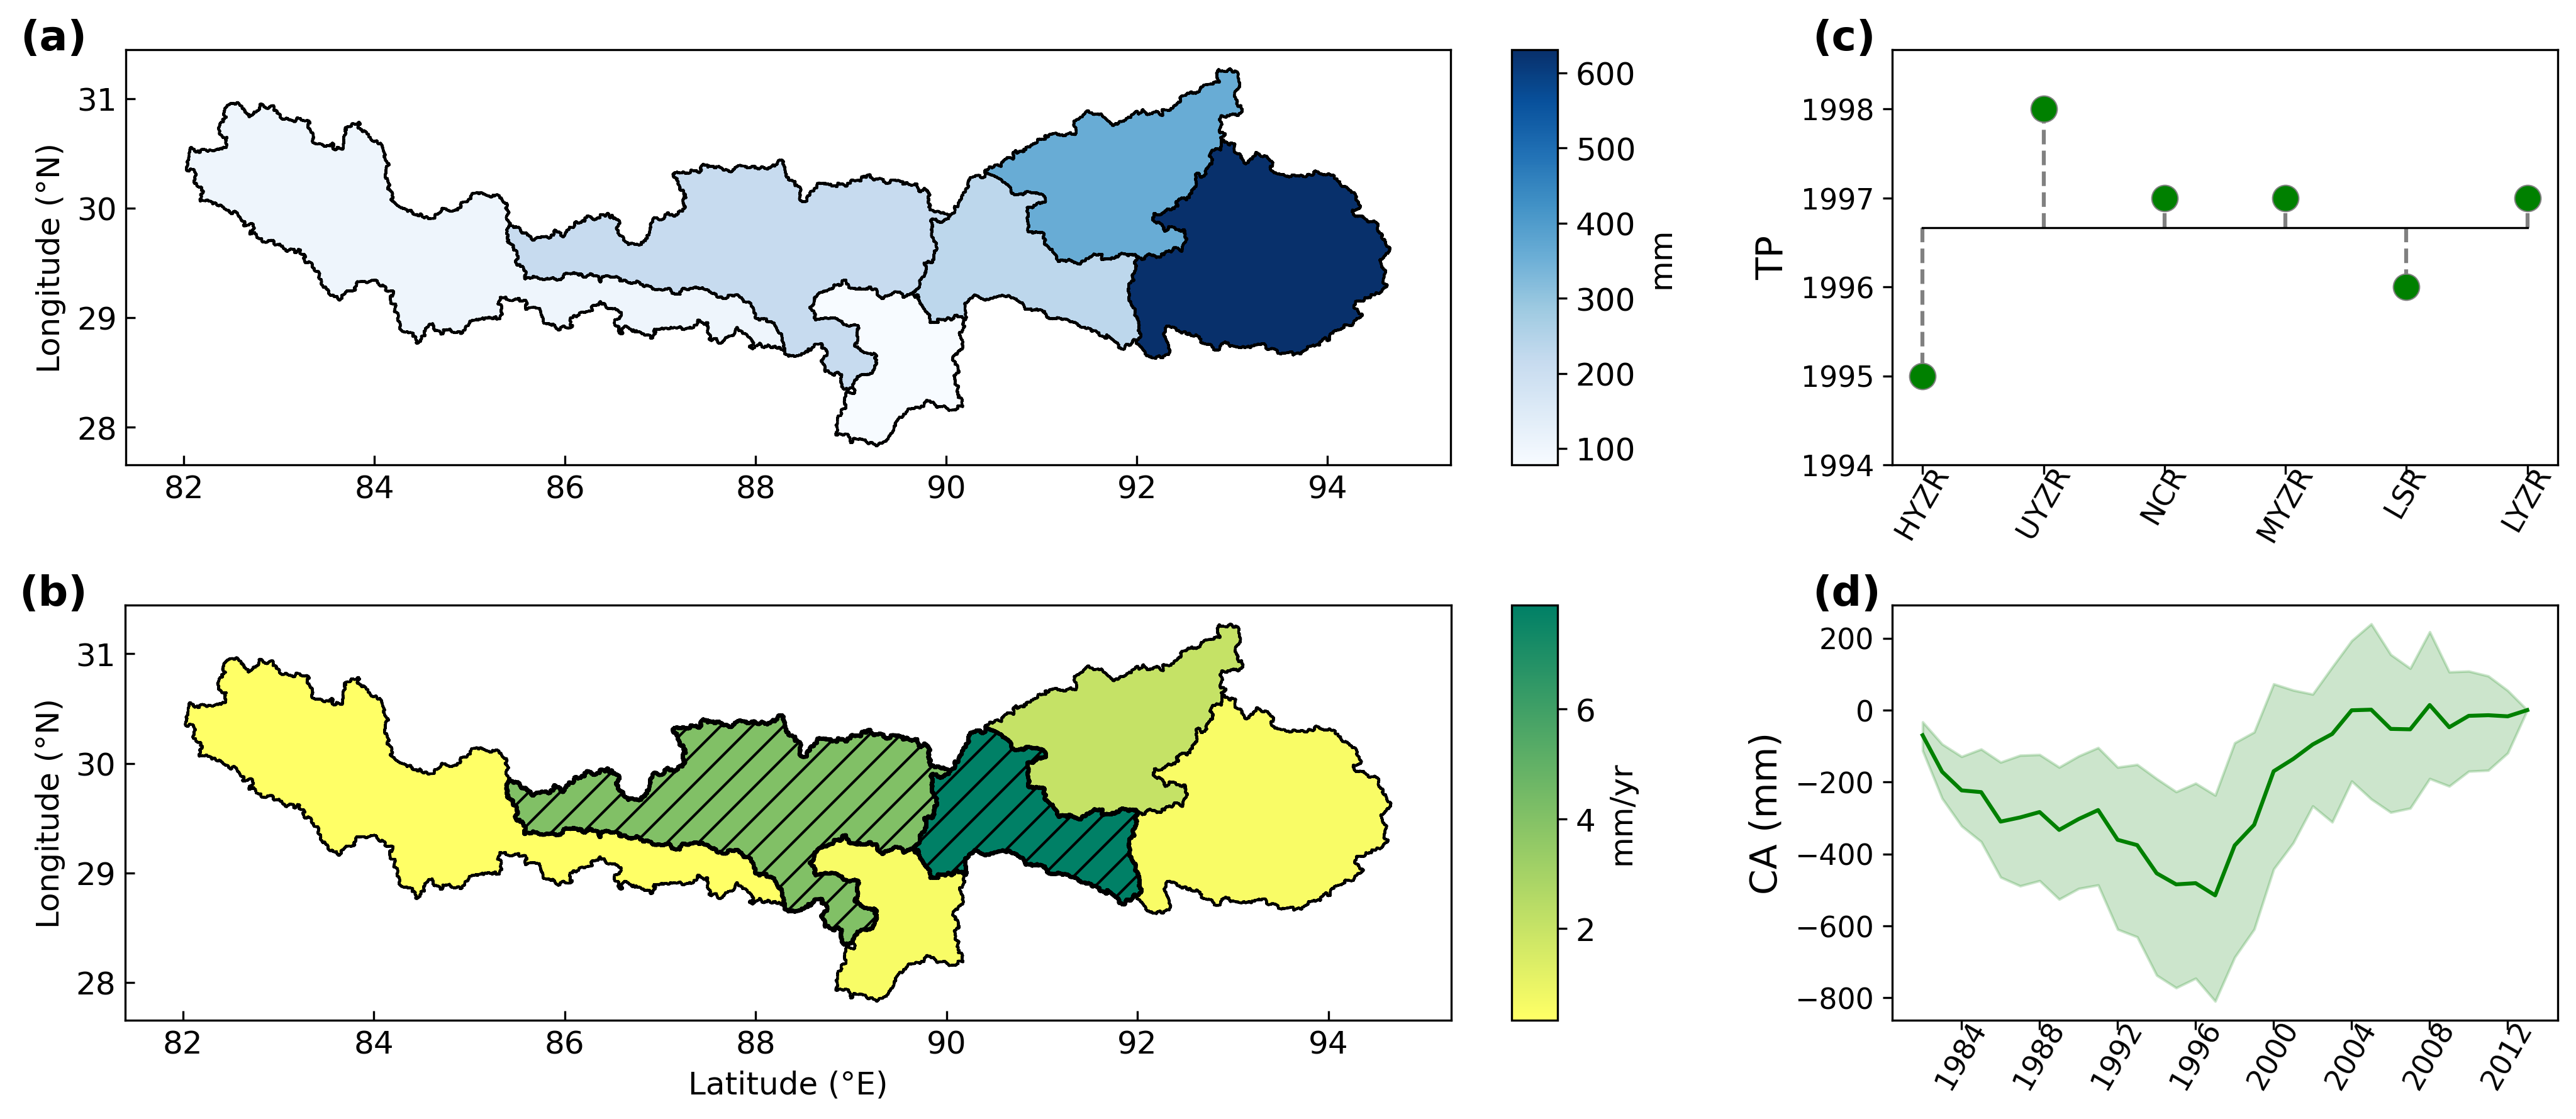 (a)
31
30
29
28
Longitude (°N)
82 84 86 88 90 92 94
600
500
400
300
200
100
mm
(c)
1998
1997
1996
1995
1994
TP
HYZR UYZR NCR MYZR LSR LYZR
(b)
31
30
29
28
Longitude (°N)
82 84 86 88 90 92 94
Latitude (°E)
6
4
2
mm/yr
(d)
200
0
−200
−400
−600
−800
CA (mm)
1984 1988 1992 1996 2000 2004 2008 2012